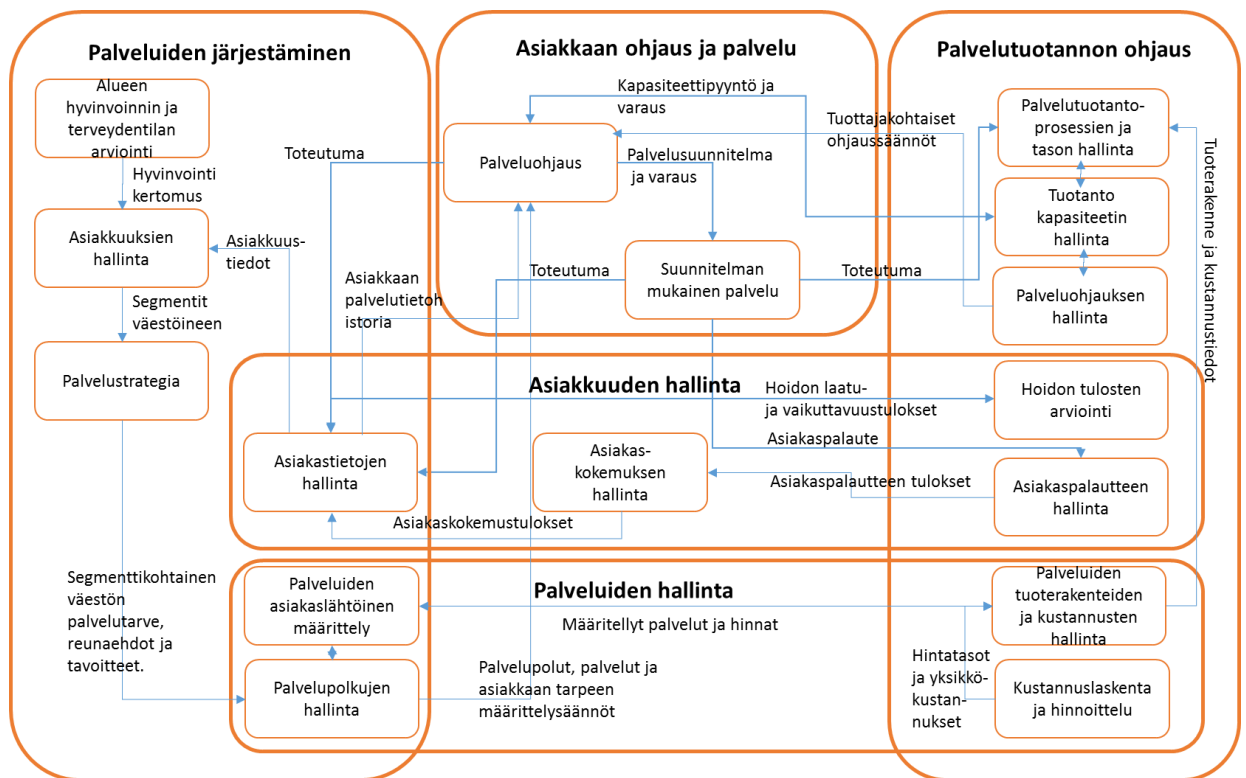 Palveluiden järjestäminen
Asiakkaan ohjaus ja palvelu
Palvelutuotannon ohjaus
Alueen
hyvinvoinnin ja
terveydentilan
arviointi
Hyvinvointi
kertomus
Asiakkuuksien
hallinta
Asiakkuus-
tiedot
Segmentit
väestöineen
Palvelustrategia
Segmenttikohtainen
väestön
palvelutarve,
reunaehdot ja
tavoitteet.
Toteutuma
Asiakkaan
palvelutietoh
istoria
Kapasiteettipyyntö ja
varaus
Palveluohjaus
Palvelusuunnitelma
ja varaus
Tuottajakohtaiset
ohjaussäännöt
Toteutuma
Suunnitelman
mukainen palvelu
Toteutuma
Palvelutuotanto-
prosessien ja
tason hallinta
Tuotanto
kapasiteetin
hallinta
Palveluohjauksen
hallinta
Tuoterakenne ja kustannustiedot
Asiakkuuden hallinta
Hoidon laatu-
ja vaikuttavuustulokset
Hoidon tulosten
arviointi
Asiakaspalaute
Asiakastietojen
hallinta
Asiakas-
kokemuksen
hallinta
Asiakaspalautteen tulokset
Asiakaspalautteen
hallinta
Asiakaskokemustulokset
Palveluiden hallinta
Palveluiden
asiakaslähtöinen
määrittely
Määritellyt palvelut ja hinnat
Palveluiden
tuoterakenteiden
ja kustannusten
hallinta
Palvelupolkujen
hallinta
Palvelupolut, palvelut ja
asiakkaan tarpeen
määrittelysäännöt
Hintatasot
ja yksikkö-
kustan-
nukset
Kustannuslaskenta
ja hinnoittelu